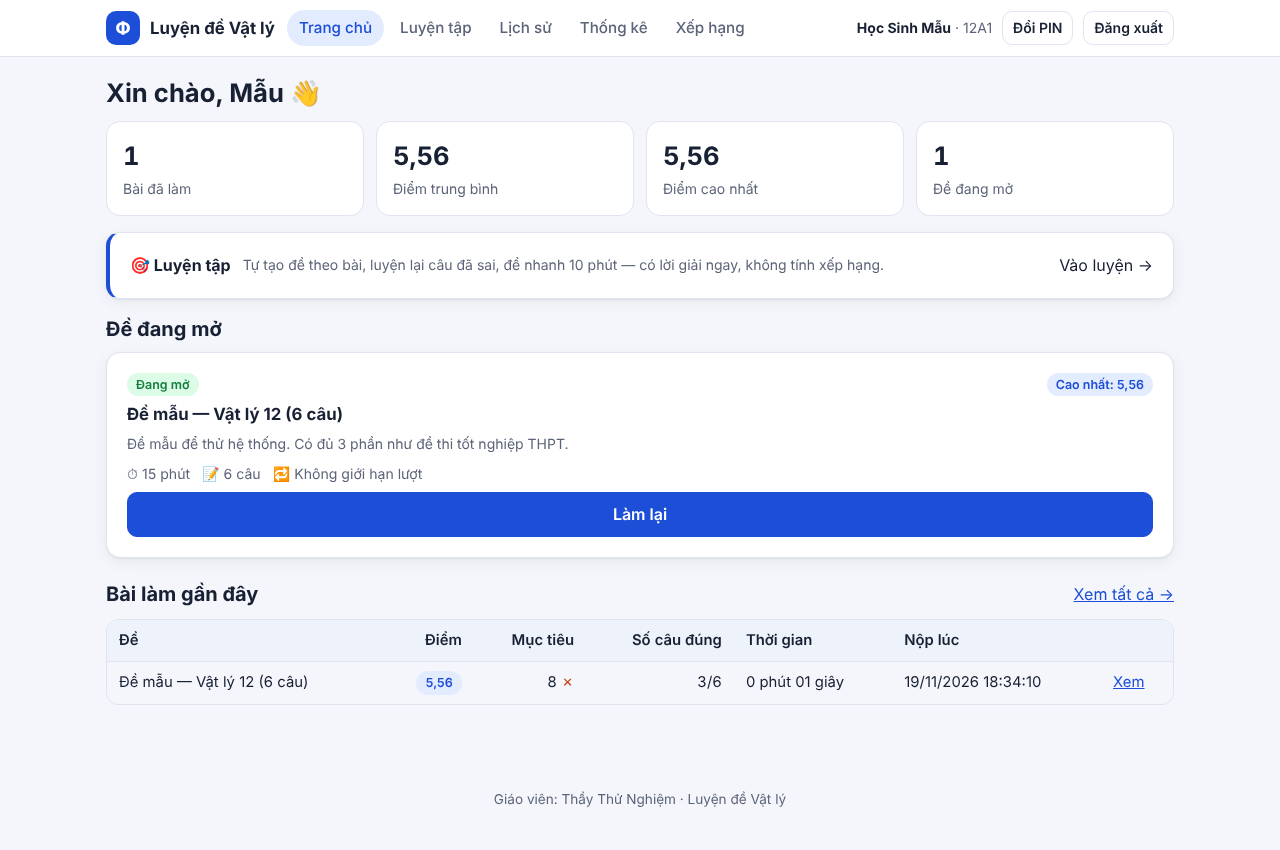 Φ Luyện đề Vật lý Trang chủ Luyện tập Lịch sử Thống kê Xếp hạng Học Sinh Mẫu · 12A1 Đổi PIN Đăng xuất
Xin chào, Mẫu 👋
1 5,56 5,56 1
Bài đã làm Điểm trung bình Điểm cao nhất Đề đang mở
🎯 Luyện tập Tự tạo đề theo bài, luyện lại câu đã sai, đề nhanh 10 phút — có lời giải ngay, không tính xếp hạng. Vào luyện →
Đề đang mở
Đang mở Cao nhất: 5,56
Đề mẫu — Vật lý 12 (6 câu)
Đề mẫu để thử hệ thống. Có đủ 3 phần như đề thi tốt nghiệp THPT.
⏱ 15 phút 📝 6 câu 🔁 Không giới hạn lượt
Làm lại
Bài làm gần đây Xem tất cả →
Đề Điểm Mục tiêu Số câu đúng Thời gian Nộp lúc
Đề mẫu — Vật lý 12 (6 câu) 5,56 8 × 3/6 0 phút 01 giây 19/11/2026 18:34:10 Xem
Giáo viên: Thầy Thử Nghiệm · Luyện đề Vật lý